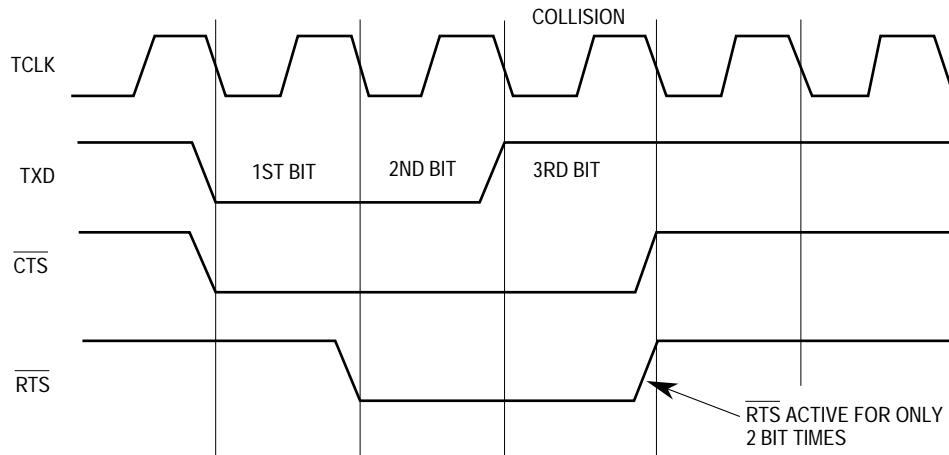 COLLISION
TCLK
TXD
1ST BIT
2ND BIT
3RD BIT
CTS
RTS
RTS ACTIVE FOR ONLY
2 BIT TIMES